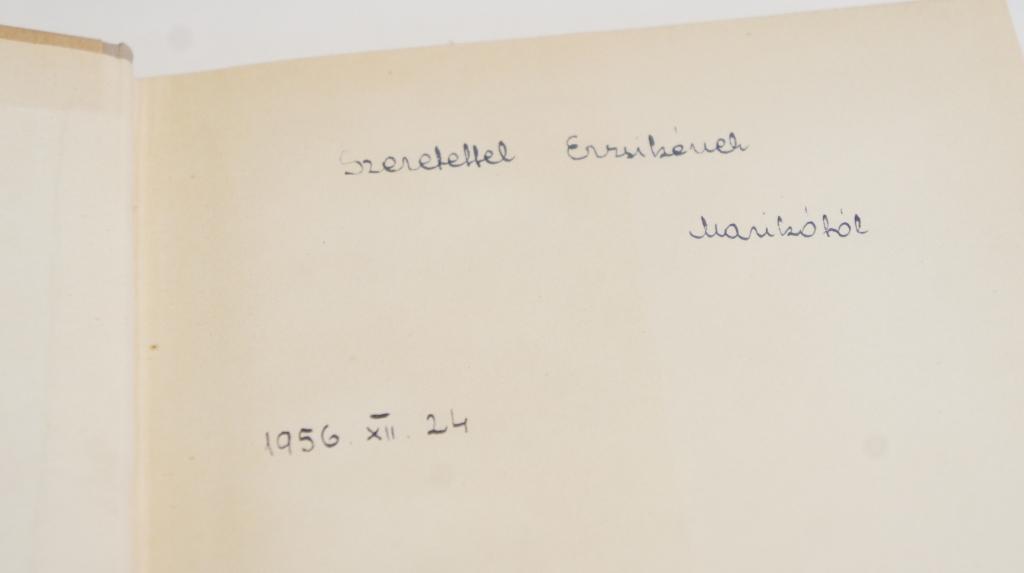 Szeretettel Erzsikének
Marikától
1956. XII. 24